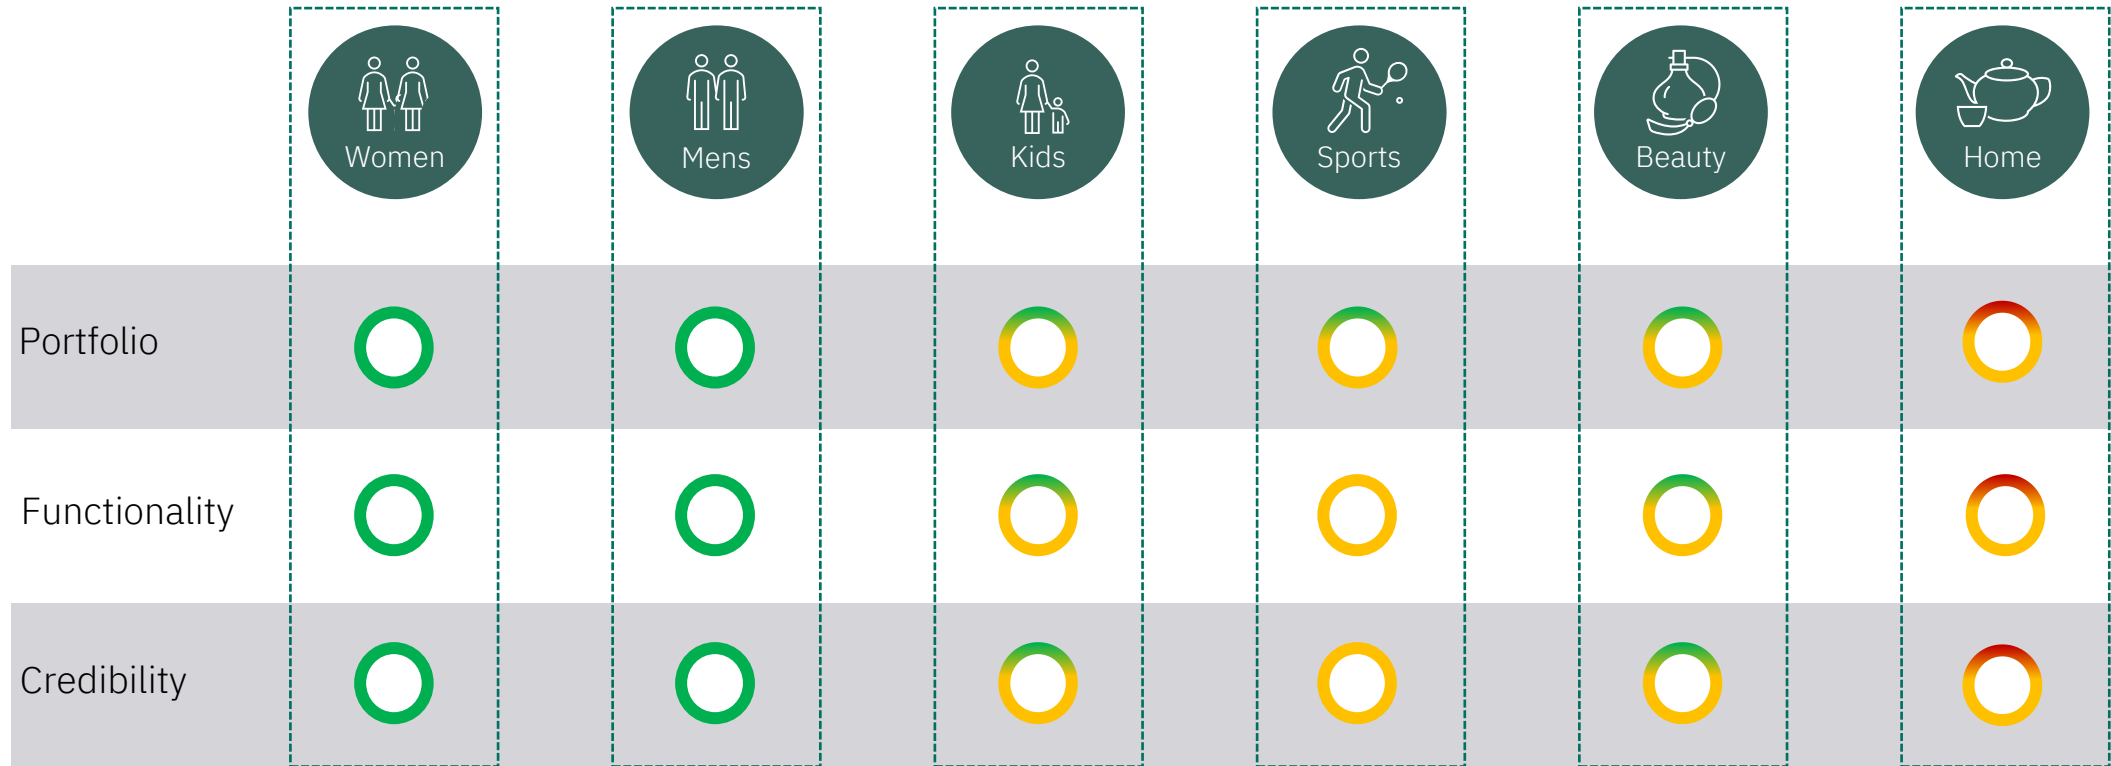 Women
Mens
Kids
Sports
Beauty
Home
Portfolio
Functionality
Credibility